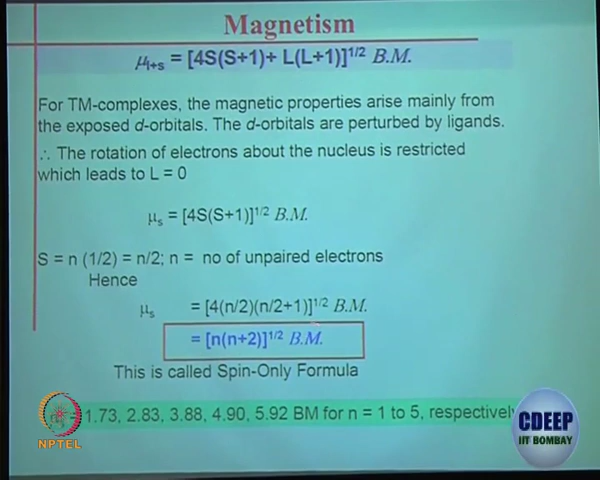 Magnetism
μl+s = [4S(S+1)+ L(L+1)]1/2 B.M.
For TM-complexes, the magnetic properties arise mainly from
the exposed d-orbitals. The d-orbitals are perturbed by ligands.
∴ The rotation of electrons about the nucleus is restricted
which leads to L = 0
μs = [4S(S+1)]1/2 B.M.
S = n (1/2) = n/2; n = no of unpaired electrons
Hence
μs = [4(n/2)(n/2+1)]1/2 B.M.
= [n(n+2)]1/2 B.M.
This is called Spin-Only Formula
= 1.73, 2.83, 3.88, 4.90, 5.92 BM for n = 1 to 5, respectively
NPTEL
CDEEP
IIT BOMBAY